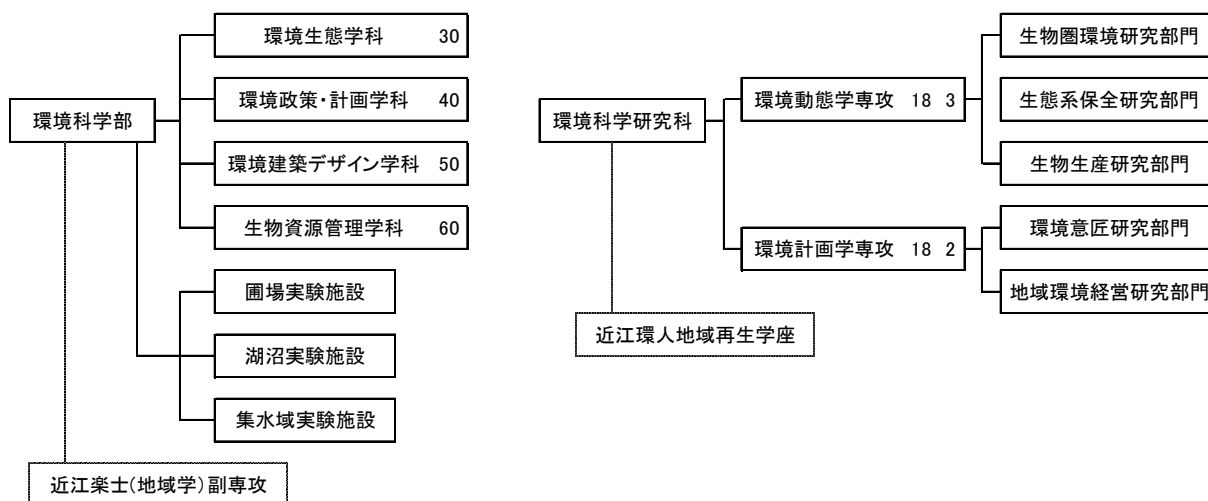 環境科学部
環境生態学科 30
環境政策・計画学科 40
環境建築デザイン学科 50
生物資源管理学科 60
圃場実験施設
湖沼実験施設
集水域実験施設
近江楽士(地域学)副専攻
環境科学研究科
環境動態学専攻 18 3
生物圏環境研究部門
生態系保全研究部門
生物生産研究部門
環境計画学専攻 18 2
環境意匠研究部門
地域環境経営研究部門
近江環人地域再生学座